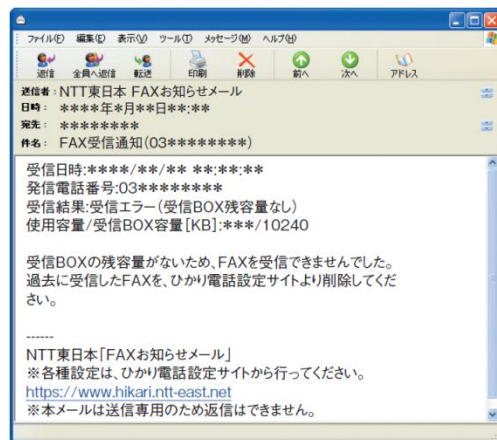 ファイル(F) 編集(E) 表示(V) ツール(T) メッセージ(M) ヘルプ(H)
返信 全員へ返信 転送 印刷 削除 前へ 次へ アドレス
送信者: NTT東日本 FAXお知らせメール
日時: ****年*月**日**:**
宛先: ********
件名: FAX受信通知(03********)
受信日時:****/**/** **:**:**
発信電話番号:03********
受信結果:受信エラー(受信BOX残容量なし)
使用容量/受信BOX容量[KB]:***/10240
受信BOXの残容量がないため、FAXを受信できませんでした。
過去に受信したFAXを、ひかり電話設定サイトより削除してくだ
さい。
------
NTT東日本「FAXお知らせメール」
※各種設定は、ひかり電話設定サイトから行ってください。
https://www.hikari.ntt-east.net
※本メールは送信専用のため返信はできません。